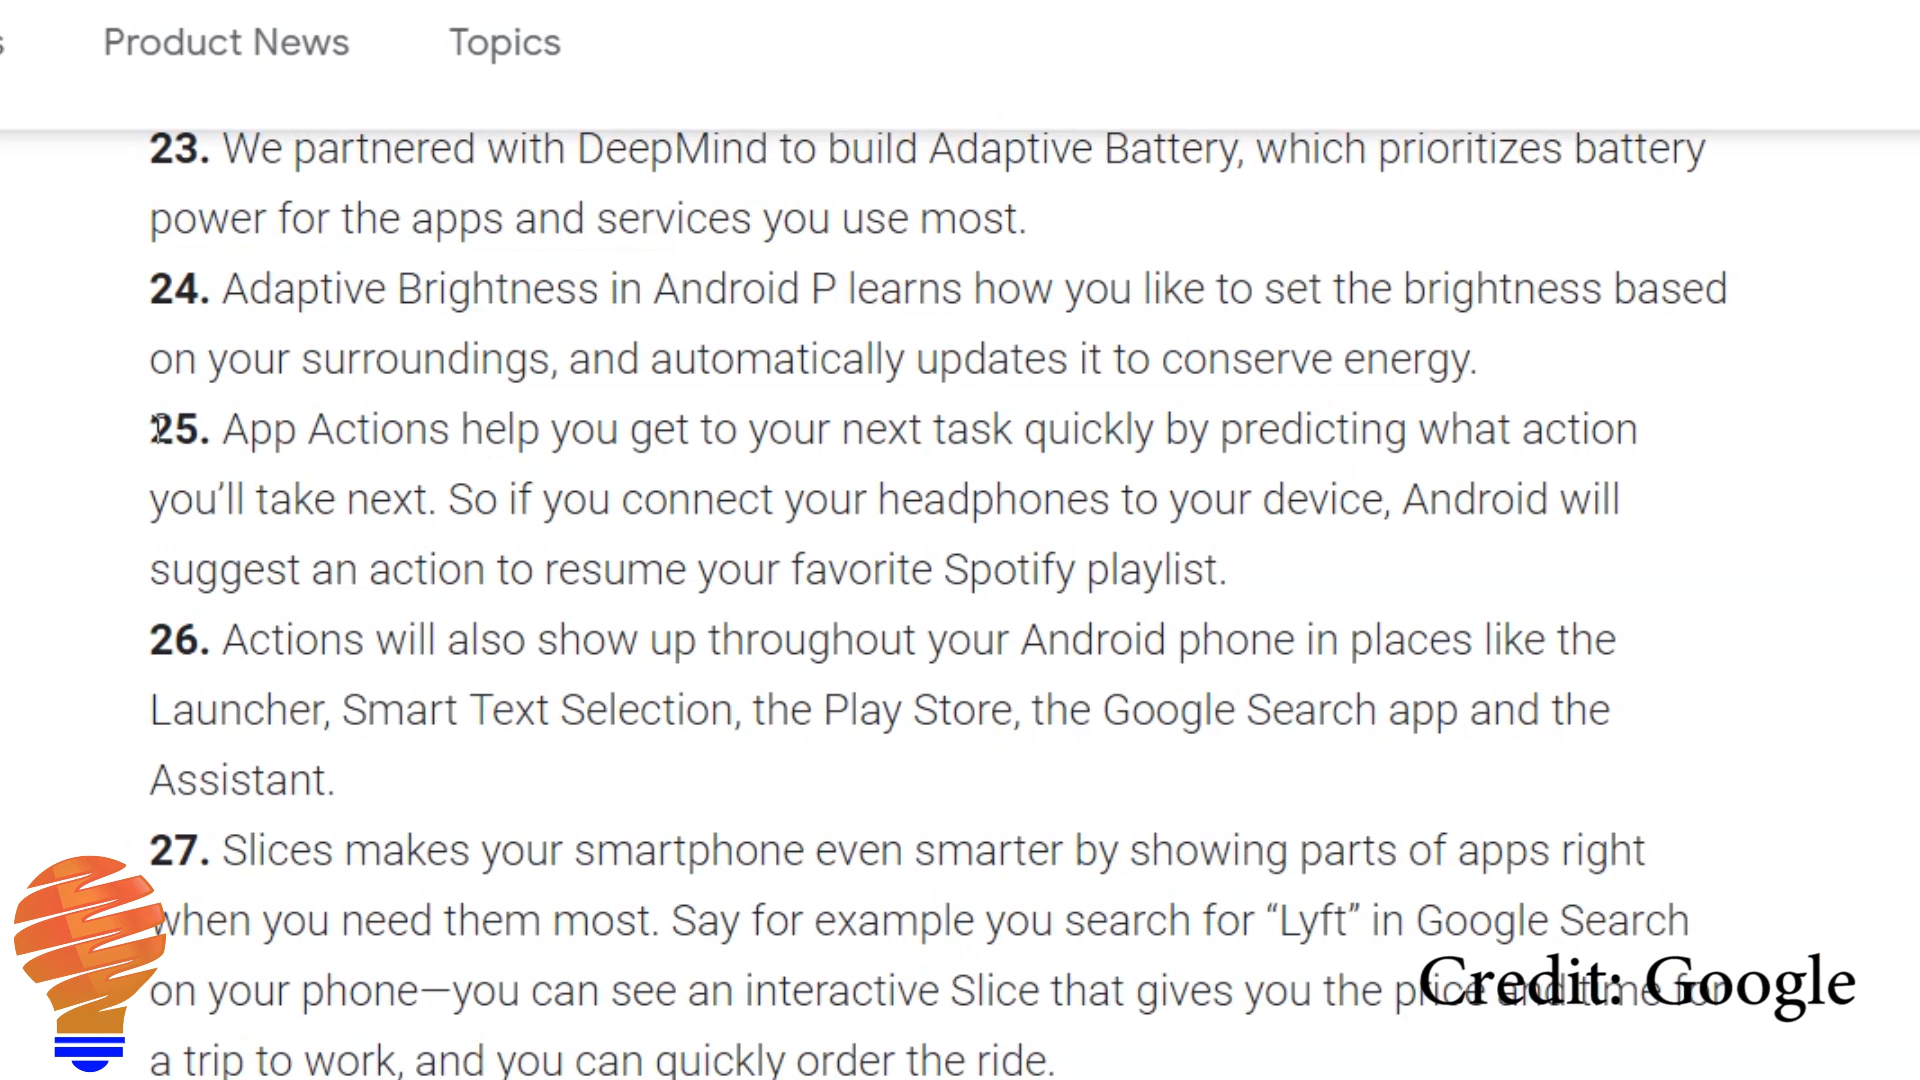 s Product News Topics
23. We partnered with DeepMind to build Adaptive Battery, which prioritizes battery
power for the apps and services you use most.
24. Adaptive Brightness in Android P learns how you like to set the brightness based
on your surroundings, and automatically updates it to conserve energy.
25. App Actions help you get to your next task quickly by predicting what action
you’ll take next. So if you connect your headphones to your device, Android will
suggest an action to resume your favorite Spotify playlist.
26. Actions will also show up throughout your Android phone in places like the
Launcher, Smart Text Selection, the Play Store, the Google Search app and the
Assistant.
27. Slices makes your smartphone even smarter by showing parts of apps right
when you need them most. Say for example you search for “Lyft” in Google Search
on your phone—you can see an interactive Slice that gives you the price and time for
Credit: Google
a trip to work, and you can quickly order the ride.